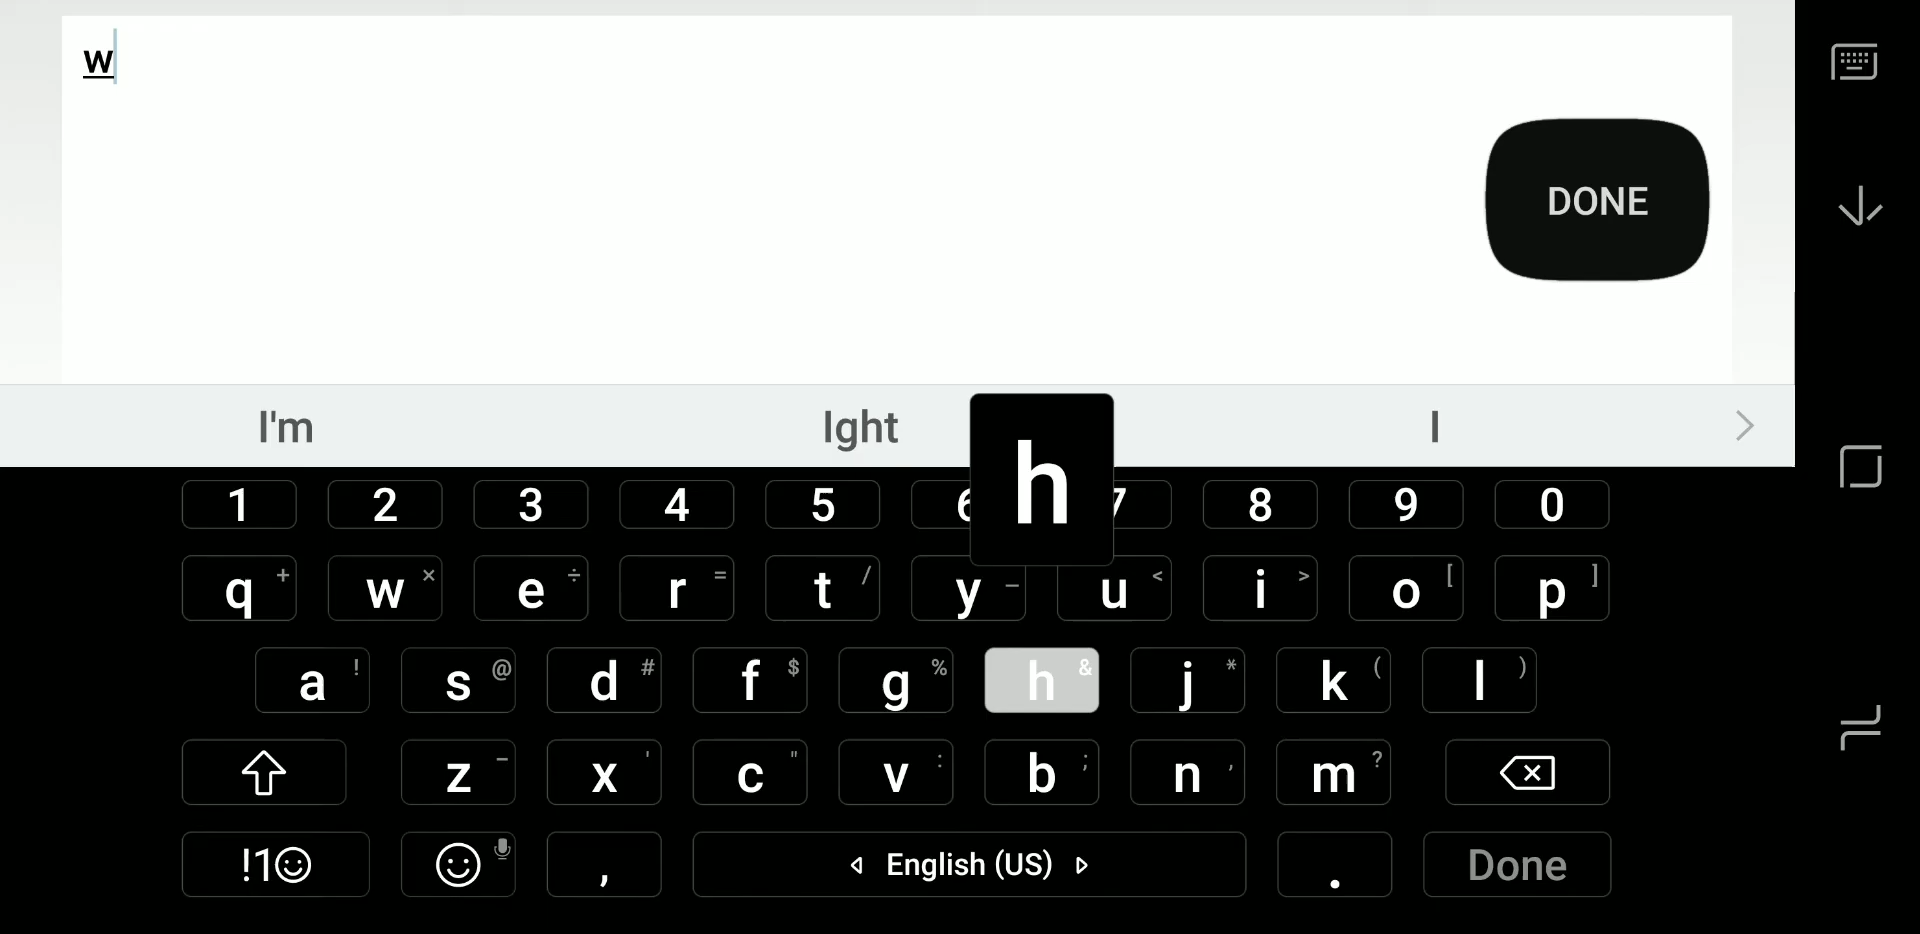 w
DONE
I'm Ight I
h
1 2 3 4 5 6 7 8 9 0
q + w × e ÷ r = t / y _ u < i > o [ p ]
a ! s @ d # f $ g % h & j * k ( l )
z - x ' c " v : b ; n , m ?
!1☺ , English (US) . Done